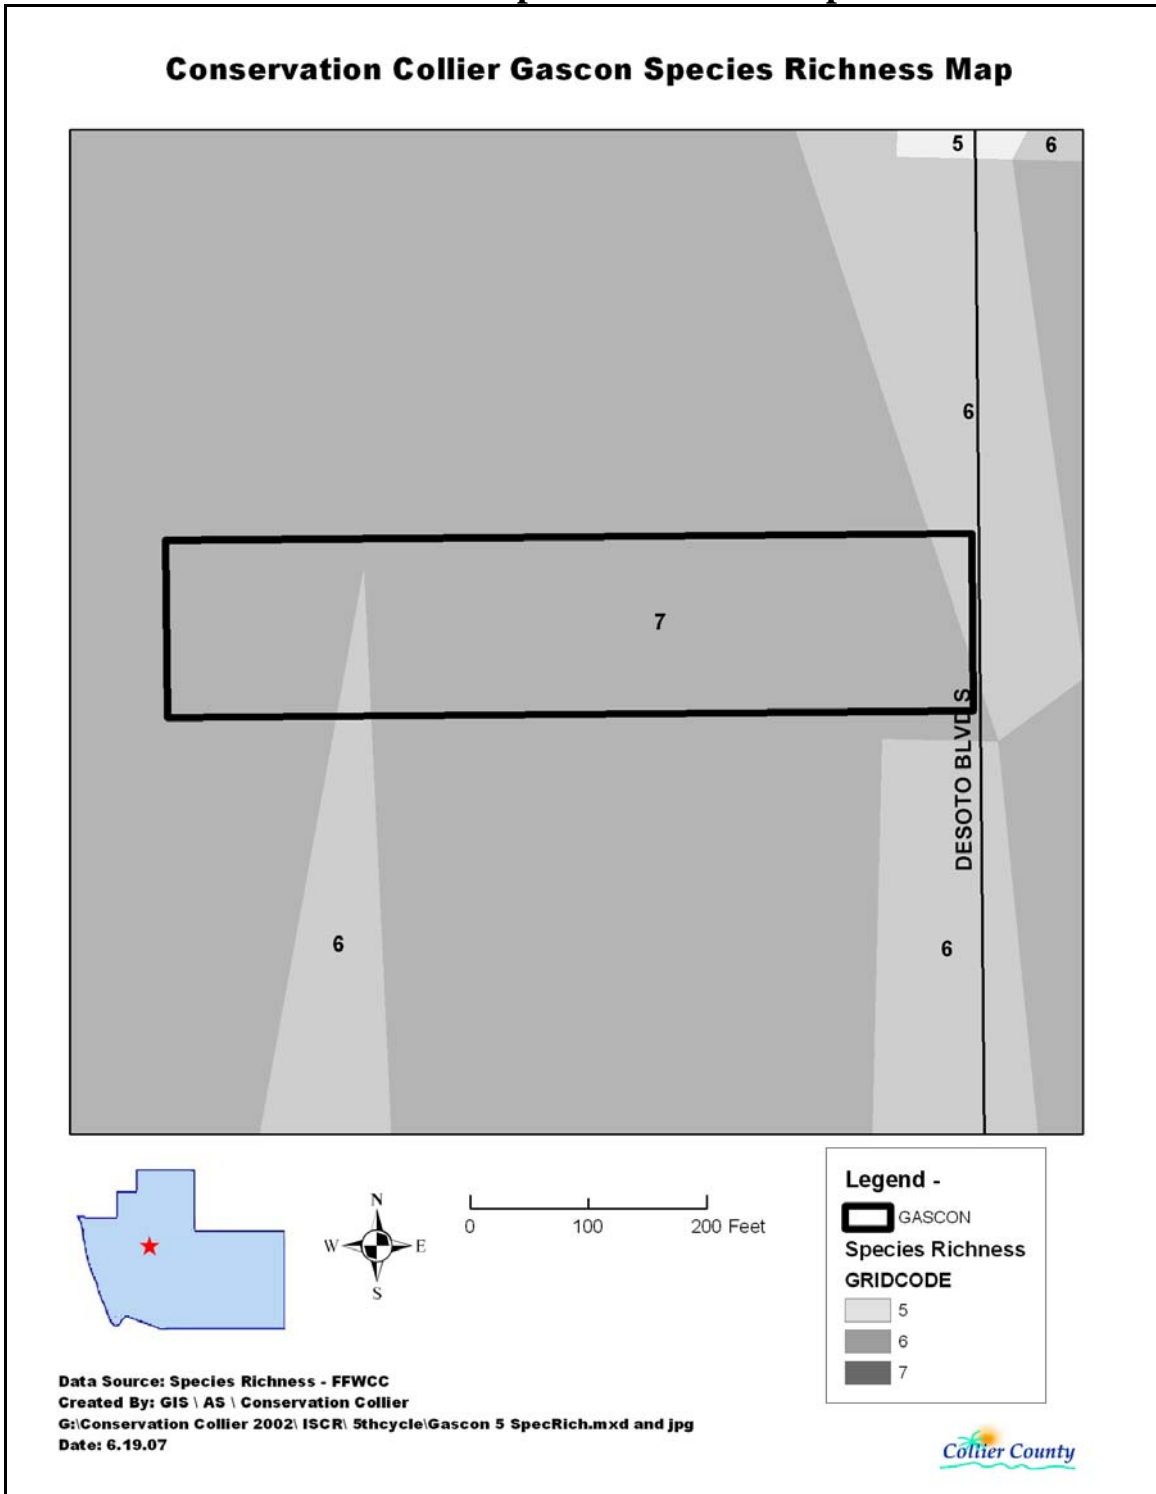 Conservation Collier Gascon Species Richness Map
5
6
6
7
DESOTO BLVD S
6
6
N
W
E
S
0 100 200 Feet
Legend -
GASCON
Species Richness
GRIDCODE
5
6
7
Data Source: Species Richness - FFWCC
Created By: GIS \ AS \ Conservation Collier
G:\Conservation Collier 2002\ ISCR\ 5thcycle\Gascon 5 SpecRich.mxd and jpg
Date: 6.19.07
Collier County